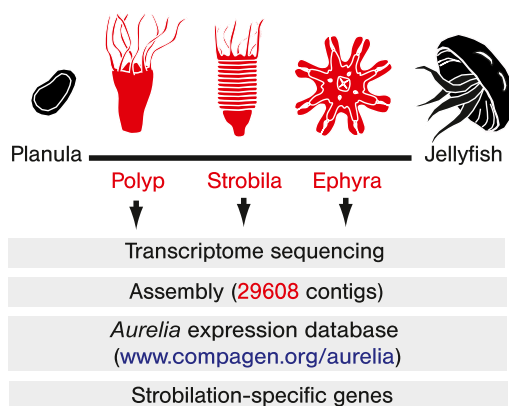 Planula
Jellyfish
Polyp
Strobila
Ephyra
Transcriptome sequencing
Assembly (29608 contigs)
Aurelia expression database
(www.compagen.org/aurelia)
Strobilation-specific genes